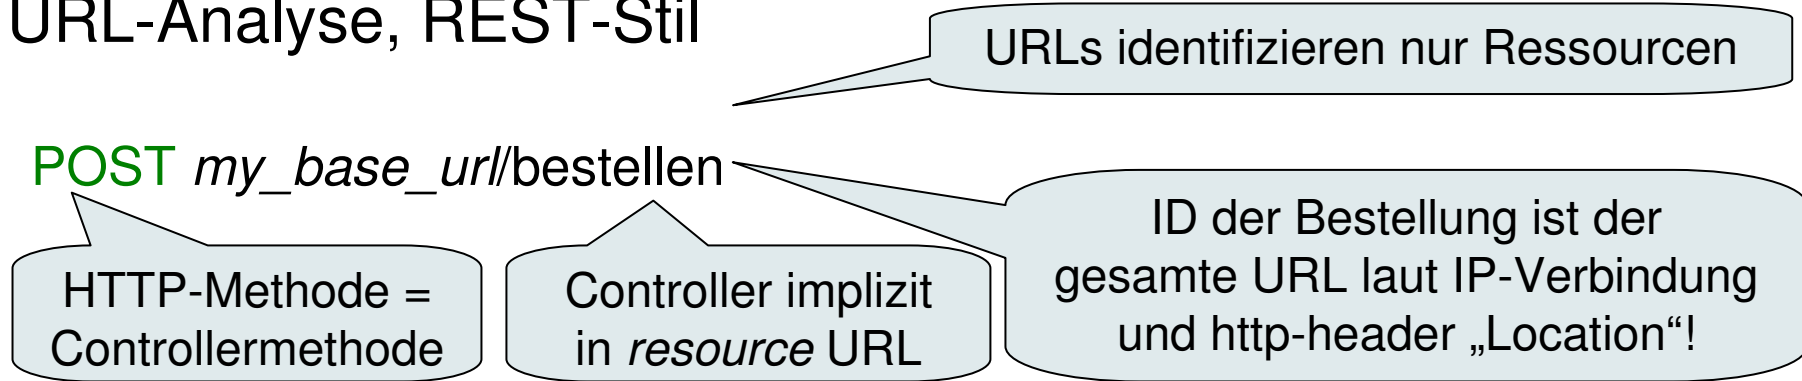 URL-Analyse, REST-Stil
URLs identifizieren nur Ressourcen
POST my_base_url/bestellen
HTTP-Methode =
Controllermethode
Controller implizit
in resource URL
ID der Bestellung ist der
gesamte URL laut IP-Verbindung
und http-header „Location“!